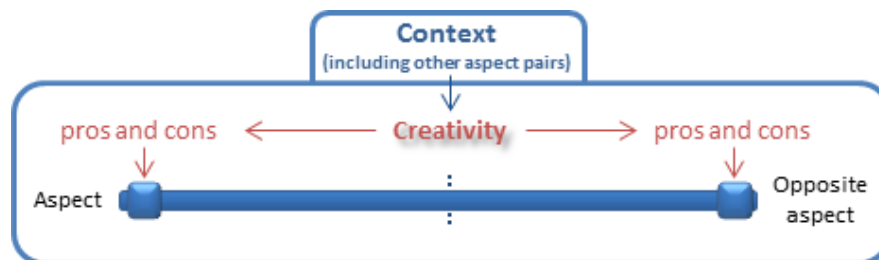 Context
(including other aspect pairs)
pros and cons
Creativity
pros and cons
Aspect
Opposite
aspect